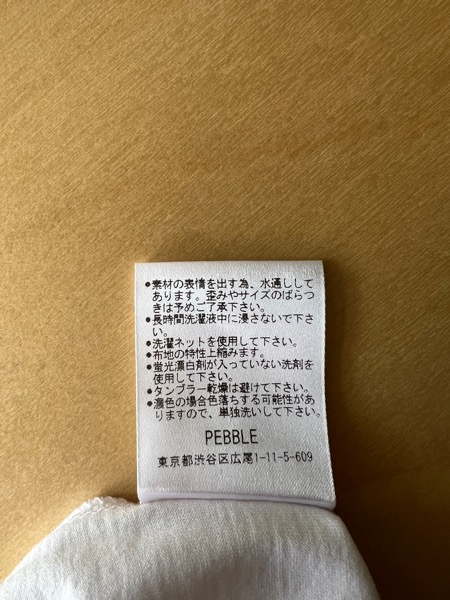 ●素材の表情を出す為、水通しして
あります。歪みやサイズのばらつ
きは予めご了承下さい。
●長時間洗濯液中に浸さないで下さ
い。
●洗濯ネットを使用して下さい。
●布地の特性上縮みます。
●蛍光漂白剤が入っていない洗剤を
使用して下さい。
●タンブラー乾燥は避けて下さい。
●濃色の場合色落ちする可能性があ
りますので、単独洗いして下さい。
PEBBLE
東京都渋谷区広尾1-11-5-609